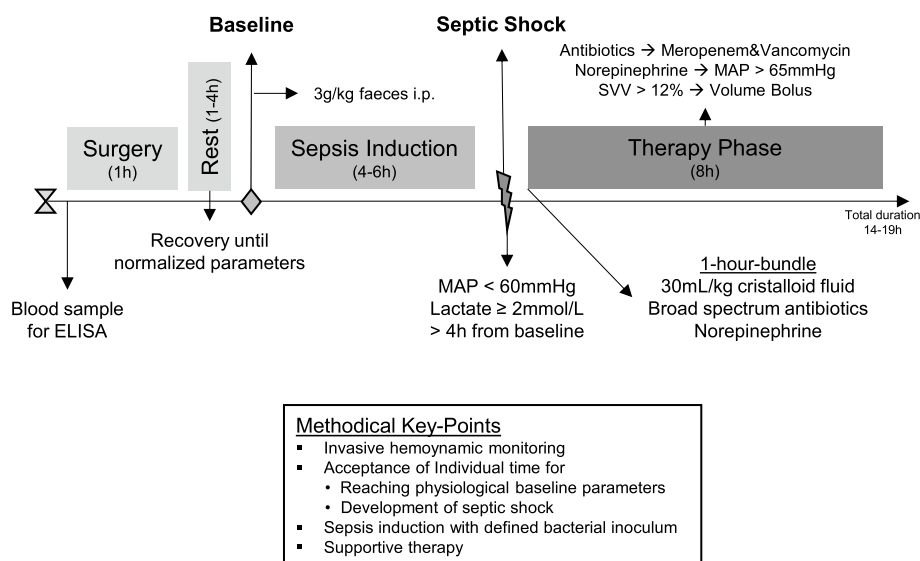 Baseline
Septic Shock
Antibiotics → Meropenem&Vancomycin
Norepinephrine → MAP > 65mmHg
SVV > 12% → Volume Bolus
3g/kg faeces i.p.
Surgery
(1h)
Rest (1-4h)
Sepsis Induction
(4-6h)
Therapy Phase
(8h)
Total duration
14-19h
Recovery until
normalized parameters
Blood sample
for ELISA
MAP < 60mmHg
Lactate ≥ 2mmol/L
> 4h from baseline
1-hour-bundle
30mL/kg cristalloid fluid
Broad spectrum antibiotics
Norepinephrine
Methodical Key-Points
▪ Invasive hemoynamic monitoring
▪ Acceptance of Individual time for
• Reaching physiological baseline parameters
• Development of septic shock
▪ Sepsis induction with defined bacterial inoculum
▪ Supportive therapy